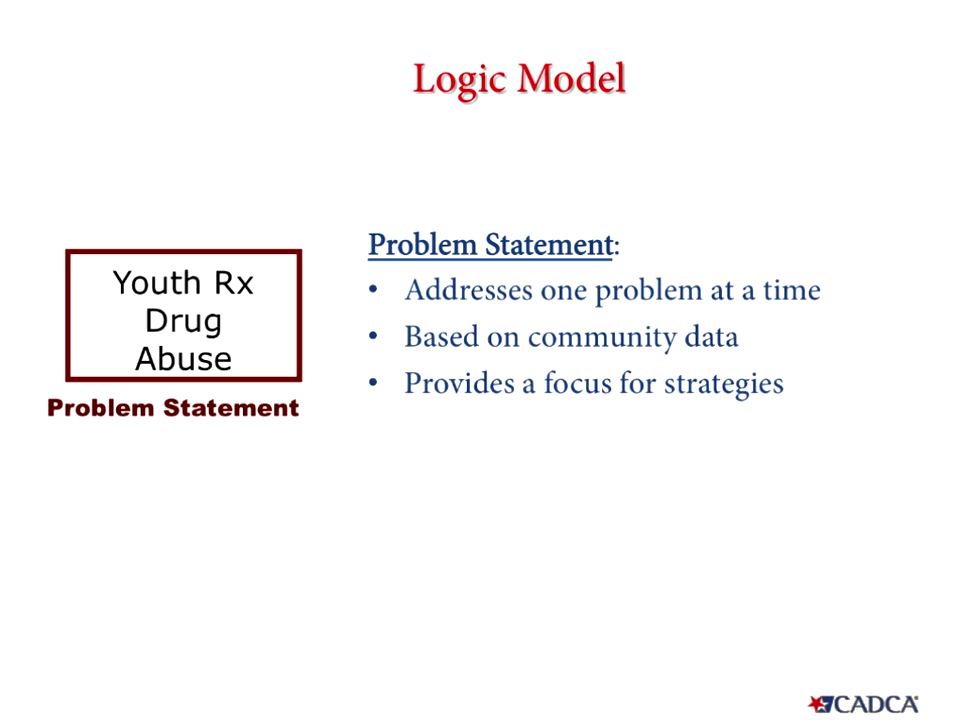 Logic Model
Youth Rx
Drug
Abuse
Problem Statement
Problem Statement:
• Addresses one problem at a time
• Based on community data
• Provides a focus for strategies
CADCA